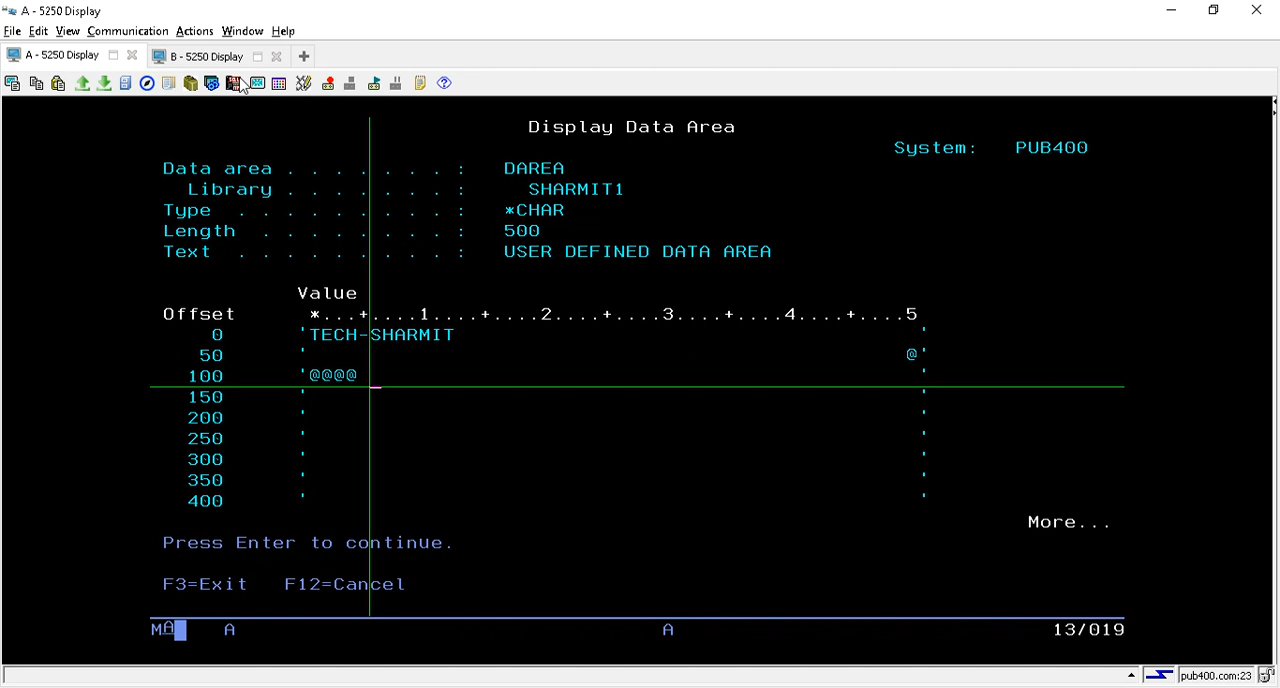 A - 5250 Display
File Edit View Communication Actions Window Help
A - 5250 Display B - 5250 Display
Display Data Area
System: PUB400
Data area . . . . . . . : DAREA
Library . . . . . . . : SHARMIT1
Type . . . . . . . . . : *CHAR
Length . . . . . . . . : 500
Text . . . . . . . . . : USER DEFINED DATA AREA
Value
Offset *...+....1....+....2....+....3....+....4....+....5
0 'TECH-SHARMIT '
50 ' @'
100 '@@@@ '
150 ' '
200 ' '
250 ' '
300 ' '
350 ' '
400 ' '
More...
Press Enter to continue.
F3=Exit F12=Cancel
MA A A 13/019
pub400.com:23